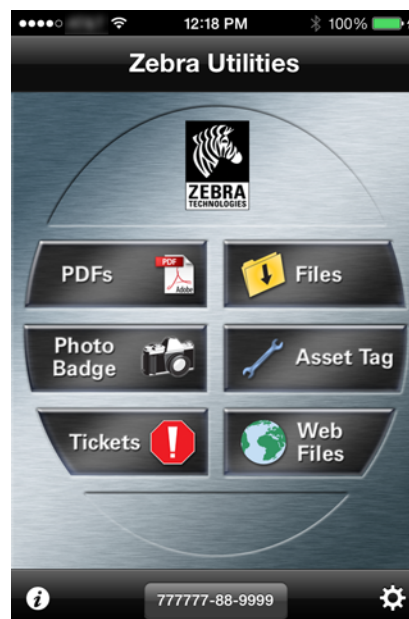 12:18 PM
100%
Zebra Utilities
ZEBRA
TECHNOLOGIES
PDFs
PDF
Adobe
Files
Photo
Badge
Asset Tag
Tickets
!
Web
Files
i
777777-88-9999